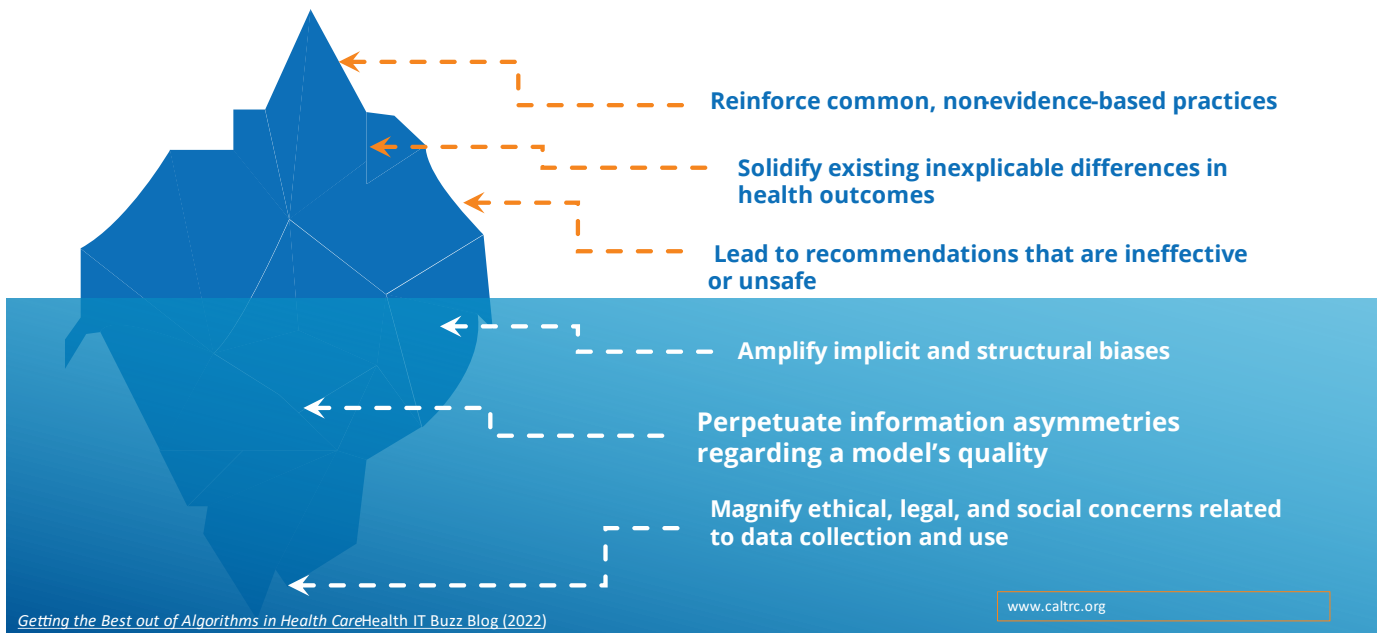 Reinforce common, non-evidence-based practices
Solidify existing inexplicable differences in
health outcomes
Lead to recommendations that are ineffective
or unsafe
Amplify implicit and structural biases
Perpetuate information asymmetries
regarding a model’s quality
Magnify ethical, legal, and social concerns related
to data collection and use
www.caltrc.org
Getting the Best out of Algorithms in Health CareHealth IT Buzz Blog (2022)